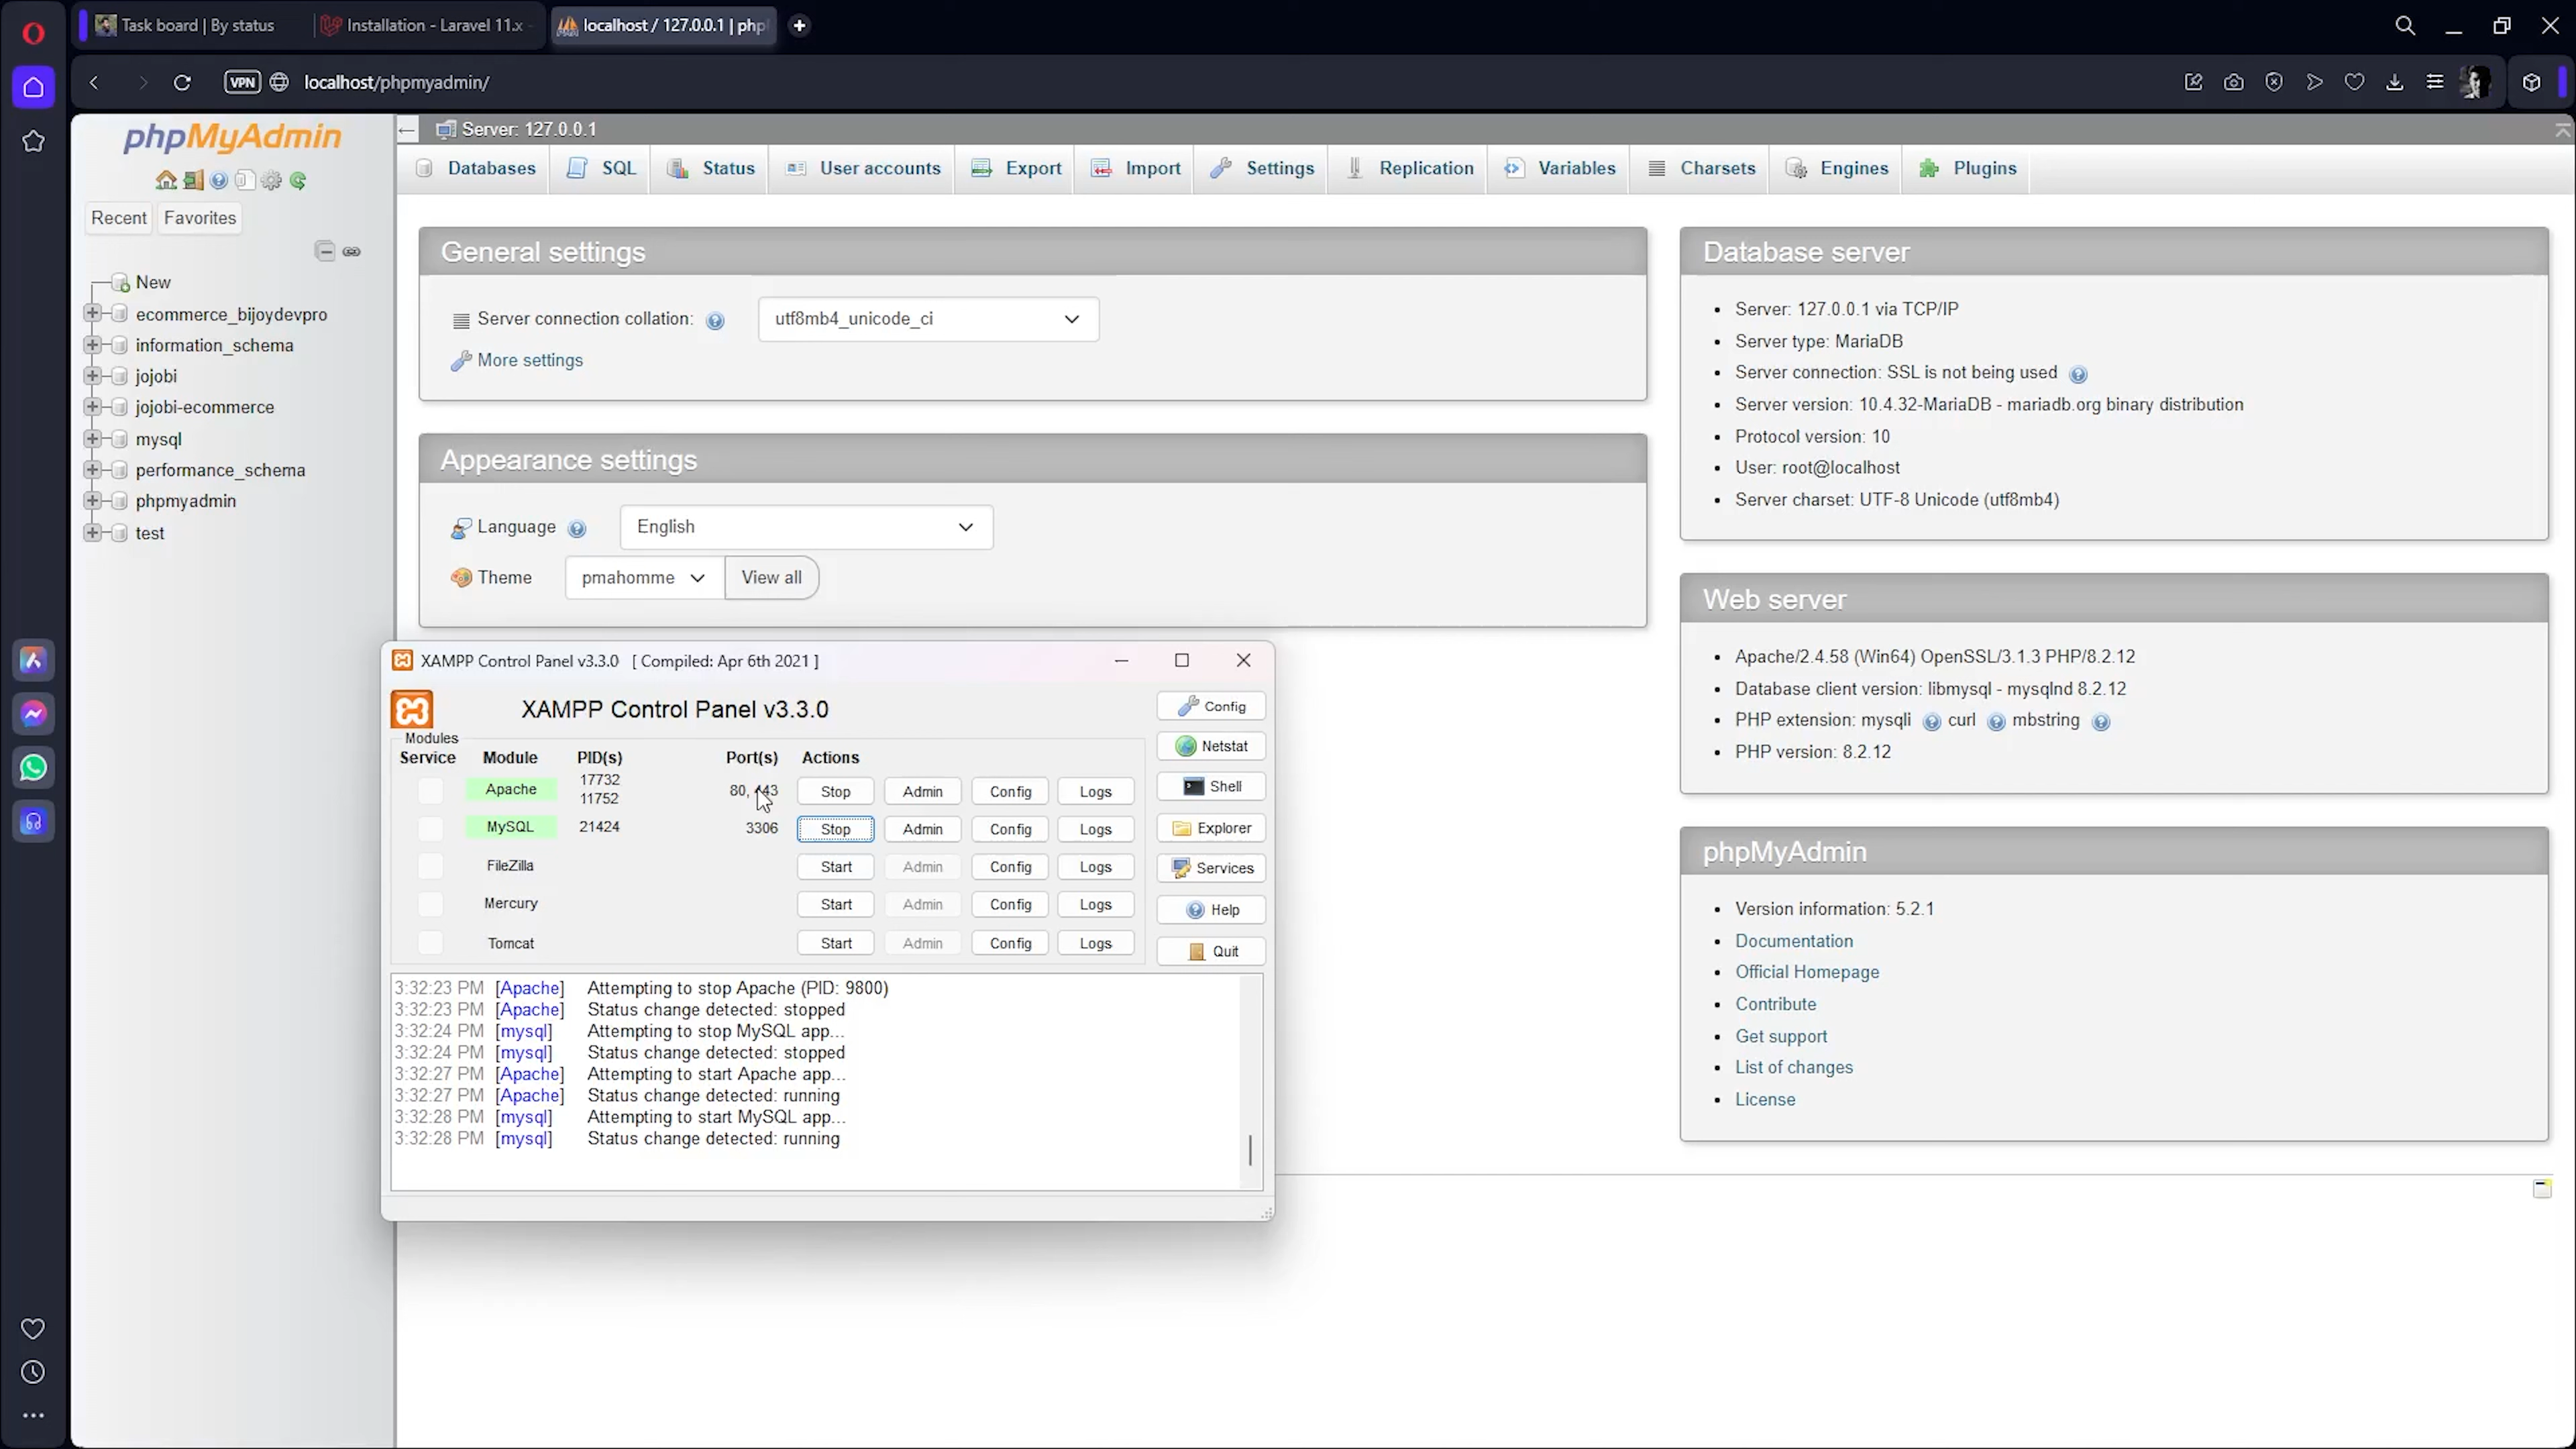 Task board | By status
Installation - Laravel 11.x
localhost / 127.0.0.1 | php
VPN
localhost/phpmyadmin/
phpMyAdmin
Recent
Favorites
New
ecommerce_bijoydevpro
information_schema
jojobi
jojobi-ecommerce
mysql
performance_schema
phpmyadmin
test
Server: 127.0.0.1
Databases
SQL
Status
User accounts
Export
Import
Settings
Replication
Variables
Charsets
Engines
Plugins
General settings
Server connection collation:
utf8mb4_unicode_ci
More settings
Appearance settings
Language
English
Theme
pmahomme
View all
Database server
Server: 127.0.0.1 via TCP/IP
Server type: MariaDB
Server connection: SSL is not being used
Server version: 10.4.32-MariaDB - mariadb.org binary distribution
Protocol version: 10
User: root@localhost
Server charset: UTF-8 Unicode (utf8mb4)
Web server
Apache/2.4.58 (Win64) OpenSSL/3.1.3 PHP/8.2.12
Database client version: libmysql - mysqlnd 8.2.12
PHP extension: mysqli curl mbstring
PHP version: 8.2.12
phpMyAdmin
Version information: 5.2.1
Documentation
Official Homepage
Contribute
Get support
List of changes
License
XAMPP Control Panel v3.3.0 [ Compiled: Apr 6th 2021 ]
XAMPP Control Panel v3.3.0
Modules
Service Module PID(s) Port(s) Actions
Apache 17732 11752 80, 443 Stop Admin Config Logs
MySQL 21424 3306 Stop Admin Config Logs
FileZilla Start Admin Config Logs
Mercury Start Admin Config Logs
Tomcat Start Admin Config Logs
Config
Netstat
Shell
Explorer
Services
Help
Quit
3:32:23 PM [Apache] Attempting to stop Apache (PID: 9800)
3:32:23 PM [Apache] Status change detected: stopped
3:32:24 PM [mysql] Attempting to stop MySQL app...
3:32:24 PM [mysql] Status change detected: stopped
3:32:27 PM [Apache] Attempting to start Apache app...
3:32:27 PM [Apache] Status change detected: running
3:32:28 PM [mysql] Attempting to start MySQL app...
3:32:28 PM [mysql] Status change detected: running